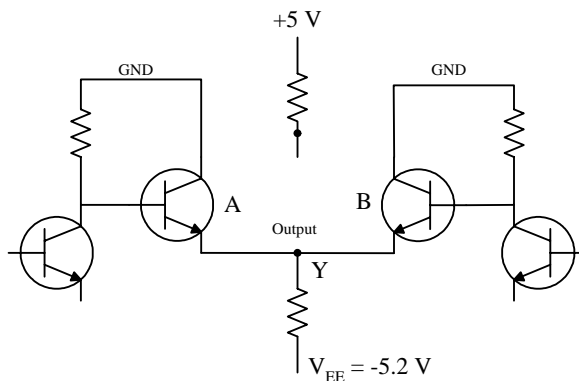 +5 V
GND
GND
A
B
Output
Y
V_EE = -5.2 V